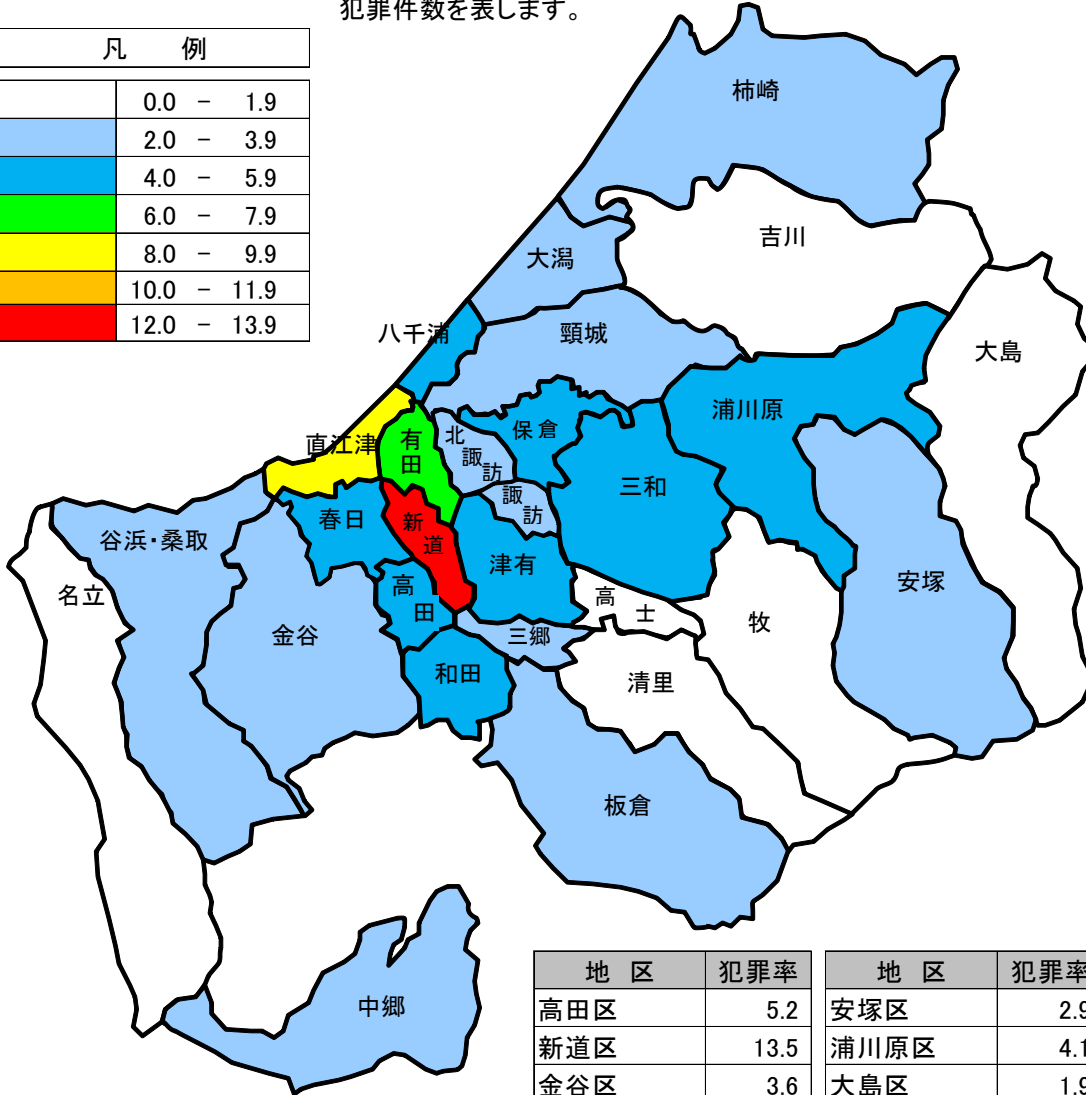 犯罪件数を表します。
凡 例
0.0 － 1.9
2.0 － 3.9
4.0 － 5.9
6.0 － 7.9
8.0 － 9.9
10.0 － 11.9
12.0 － 13.9
柿崎
吉川
大潟
八千浦
頸城
大島
浦川原
直江津
有田
北諏訪
保倉
三和
諏訪
春日
新道
谷浜・桑取
津有
安塚
名立
高田
高士
金谷
三郷
牧
和田
清里
板倉
中郷
地 区 犯罪率 地 区 犯罪率
高田区 5.2 安塚区 2.9
新道区 13.5 浦川原区 4.1
金谷区 3.6 大島区 1.9